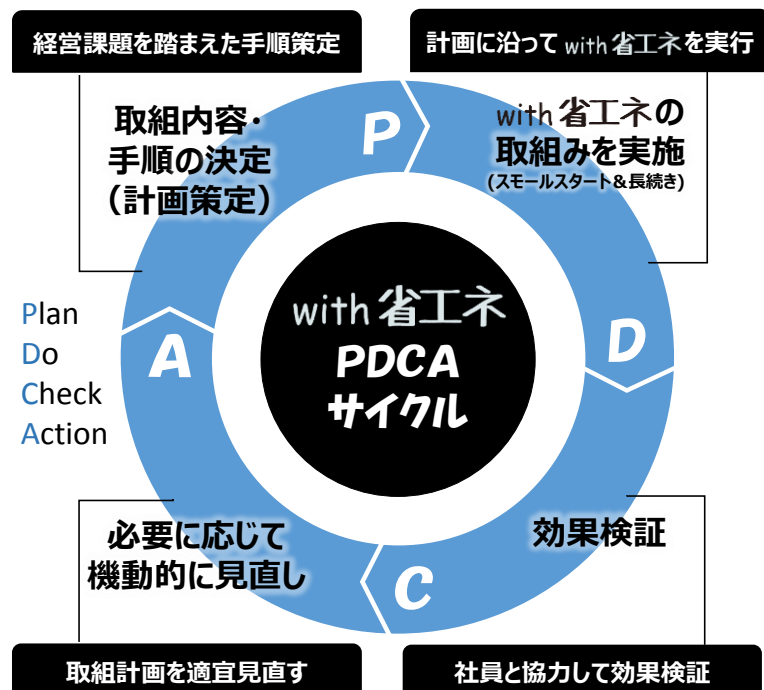 経営課題を踏まえた手順策定
計画に沿って with 省エネを実行
取組内容・
手順の決定
（計画策定）
P
with 省エネの
取組みを実施
(スモールスタート＆長続き)
with 省エネ
PDCA
サイクル
Plan
Do
Check
Action
A
D
必要に応じて
機動的に見直し
効果検証
C
取組計画を適宜見直す
社員と協力して効果検証